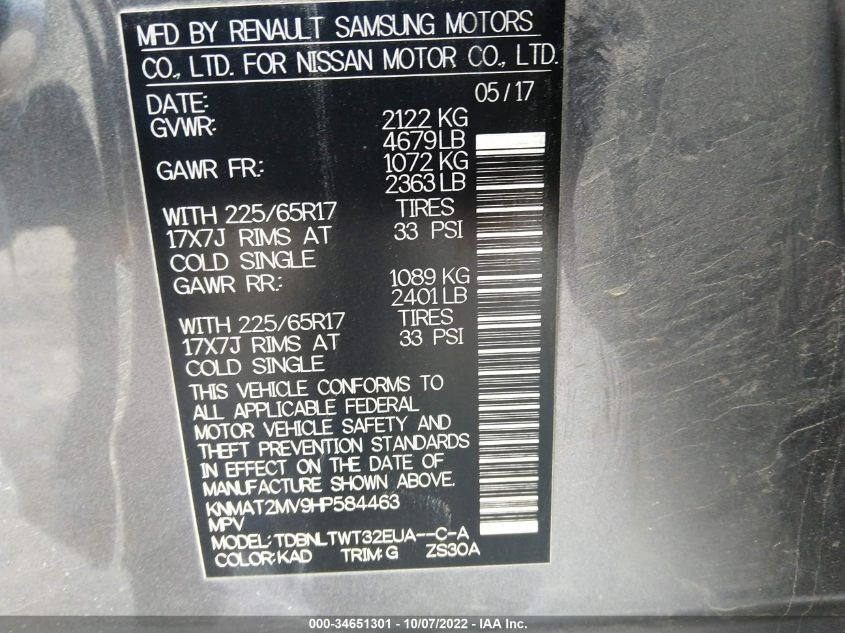 MFD BY RENAULT SAMSUNG MOTORS
CO., LTD. FOR NISSAN MOTOR CO., LTD.
DATE: 05/17
GVWR: 2122 KG
4679 LB
GAWR FR: 1072 KG
2363 LB
WITH 225/65R17 TIRES
17X7J RIMS AT 33 PSI
COLD SINGLE
GAWR RR: 1089 KG
2401 LB
WITH 225/65R17 TIRES
17X7J RIMS AT 33 PSI
COLD SINGLE
THIS VEHICLE CONFORMS TO
ALL APPLICABLE FEDERAL
MOTOR VEHICLE SAFETY AND
THEFT PREVENTION STANDARDS
IN EFFECT ON THE DATE OF
MANUFACTURE SHOWN ABOVE.
KNMAT2MV9HP584463
MPV
MODEL: TDBNLTWT32EUA--C-A
COLOR: KAD TRIM: G ZS30A
000-34651301 - 10/07/2022 - IAA Inc.